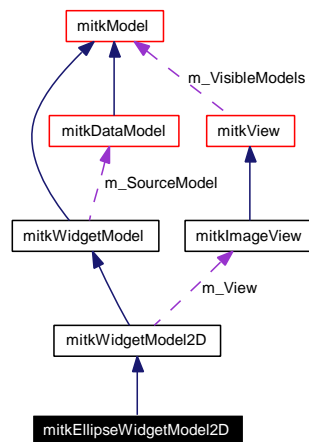 mitkModel
m_VisibleModels
mitkDataModel
mitkView
m_SourceModel
mitkWidgetModel
mitkImageView
m_View
mitkWidgetModel2D
mitkEllipseWidgetModel2D